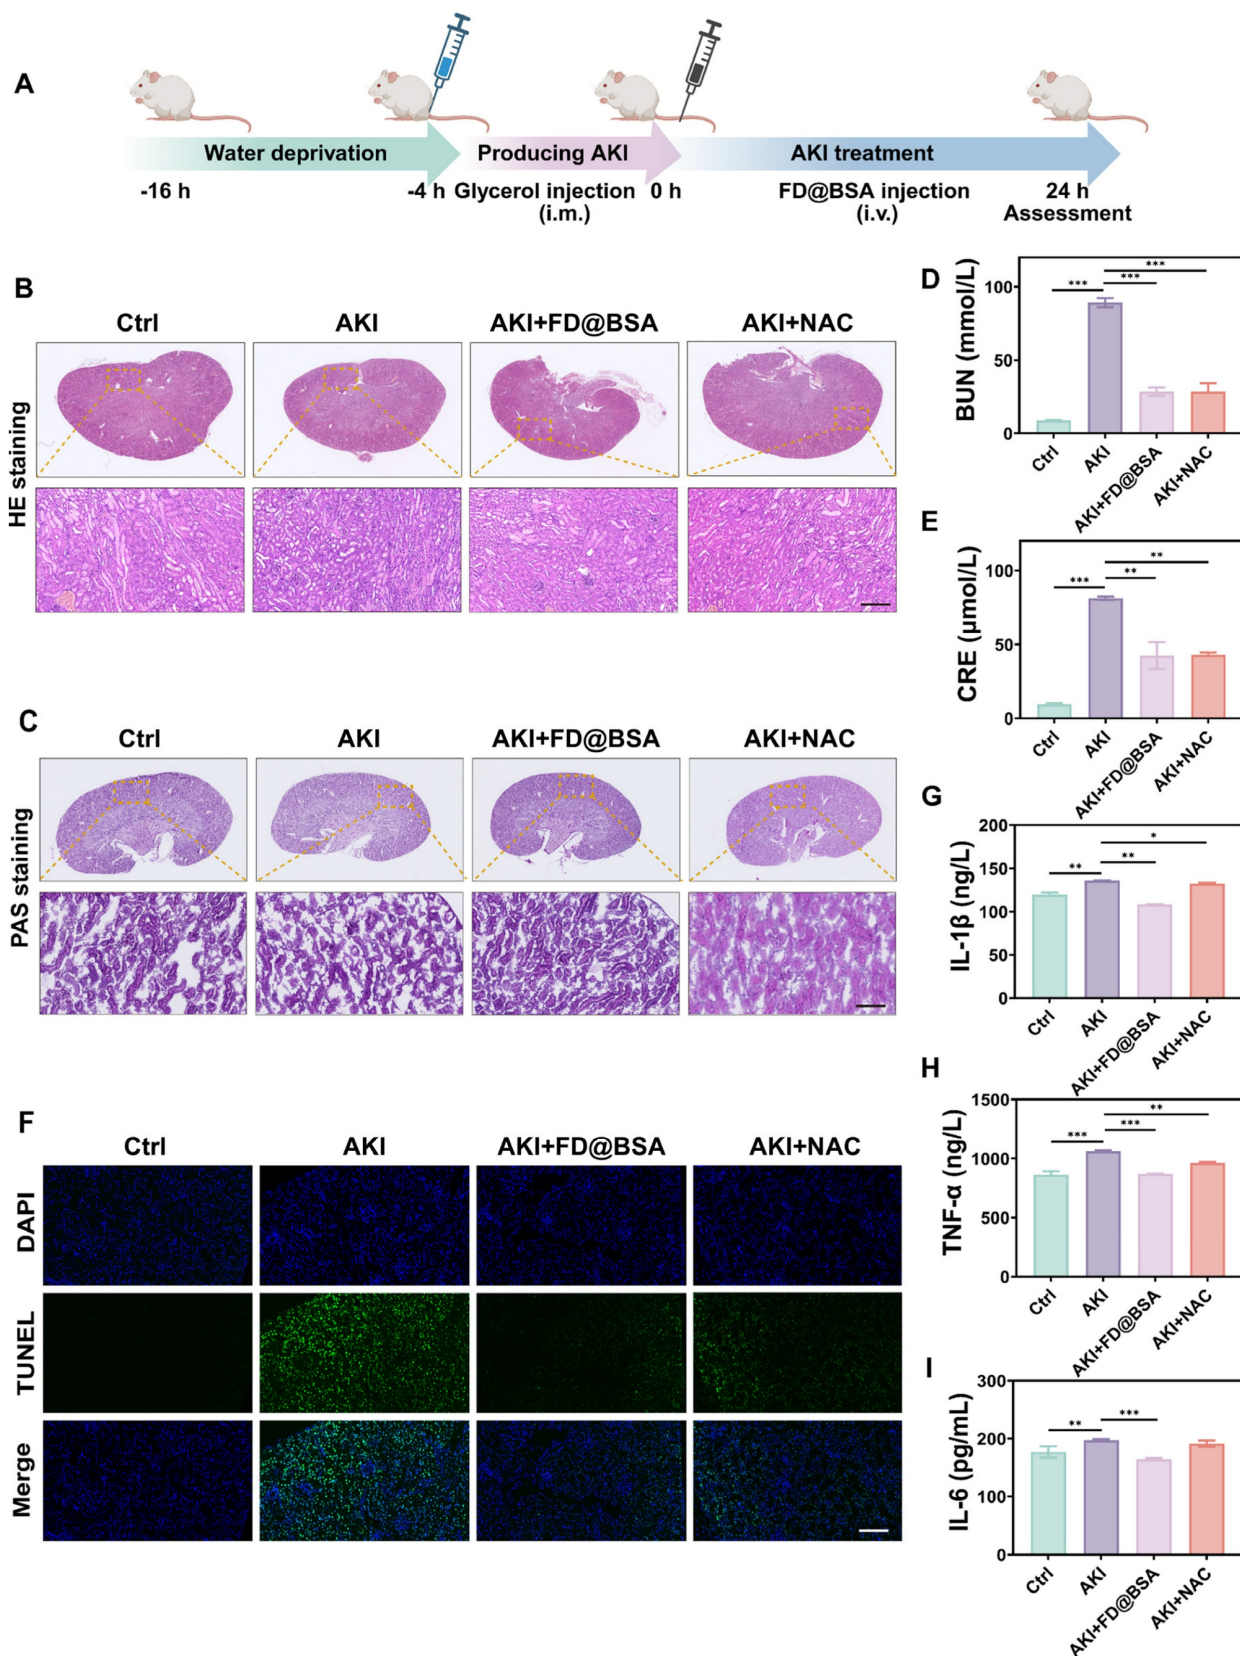 A
Water deprivation
Producing AKI
AKI treatment
-16 h
-4 h
Glycerol injection
(i.m.)
0 h
FD@BSA injection
(i.v.)
24 h
Assessment
B
Ctrl
AKI
AKI+FD@BSA
AKI+NAC
HE staining
C
Ctrl
AKI
AKI+FD@BSA
AKI+NAC
PAS staining
F
Ctrl
AKI
AKI+FD@BSA
AKI+NAC
DAPI
TUNEL
Merge
D
BUN (mmol/L)
100
50
0
***
***
***
Ctrl
AKI
AKI+FD@BSA
AKI+NAC
E
CRE (μmol/L)
100
50
0
**
***
**
Ctrl
AKI
AKI+FD@BSA
AKI+NAC
G
IL-1β (ng/L)
200
150
100
50
0
*
**
**
Ctrl
AKI
AKI+FD@BSA
AKI+NAC
H
TNF-α (ng/L)
1500
1000
500
0
**
***
***
Ctrl
AKI
AKI+FD@BSA
AKI+NAC
I
IL-6 (pg/mL)
300
200
100
0
**
***
Ctrl
AKI
AKI+FD@BSA
AKI+NAC